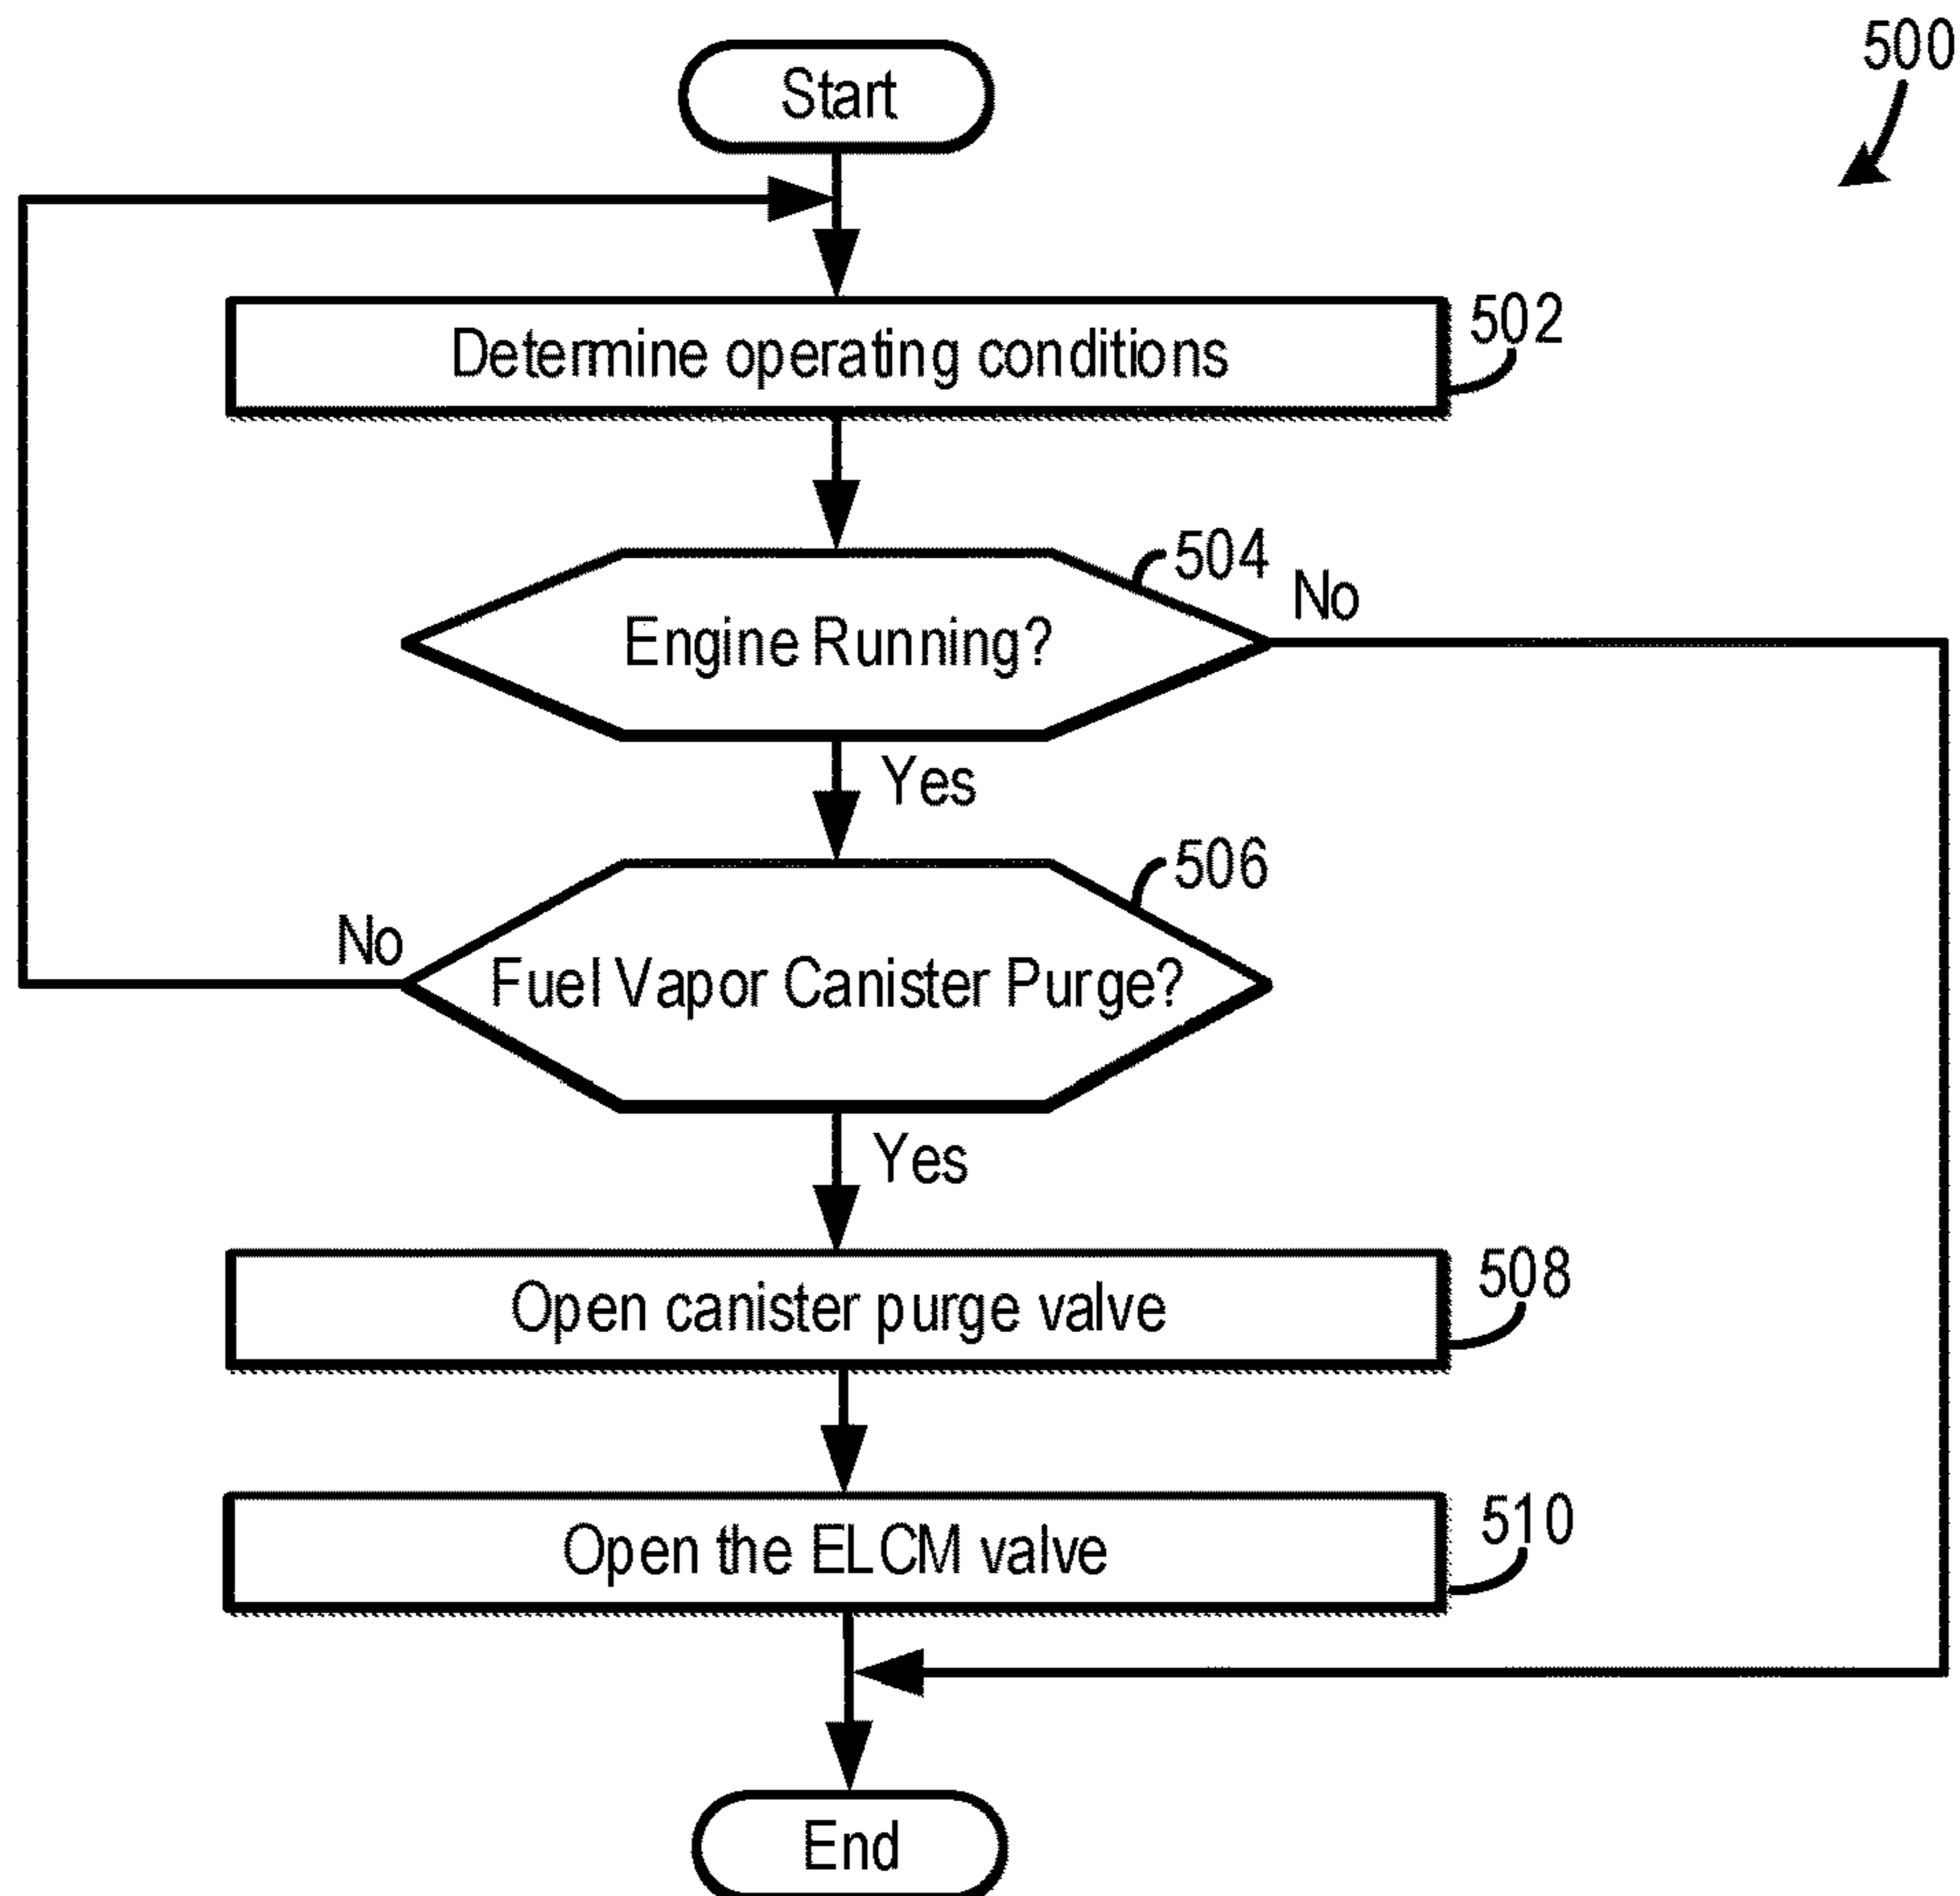 500
Start
Determine operating conditions
502
504
Engine Running?
No
Yes
506
No
Fuel Vapor Canister Purge?
Yes
Open canister purge valve
508
Open the ELCM valve
510
End